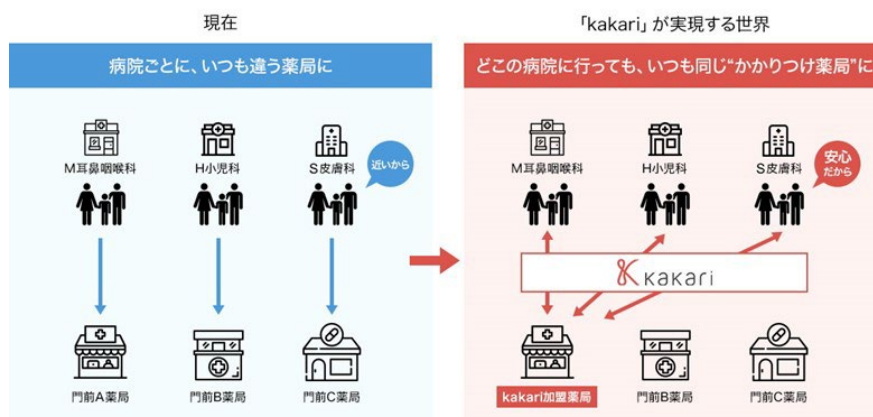 現在
病院ごとに、いつも違う薬局に
M耳鼻咽喉科
H小児科
S皮膚科
近いから
門前A薬局
門前B薬局
門前C薬局
「kakari」が実現する世界
どこの病院に行っても、いつも同じ“かかりつけ薬局”に
M耳鼻咽喉科
H小児科
S皮膚科
安心
だから
kakari
kakari加盟薬局
門前B薬局
門前C薬局